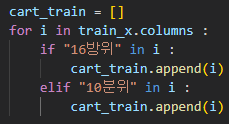 cart_train = []
for i in train_x.columns :
    if "16방위" in i :
        cart_train.append(i)
    elif "10분위" in i :
        cart_train.append(i)